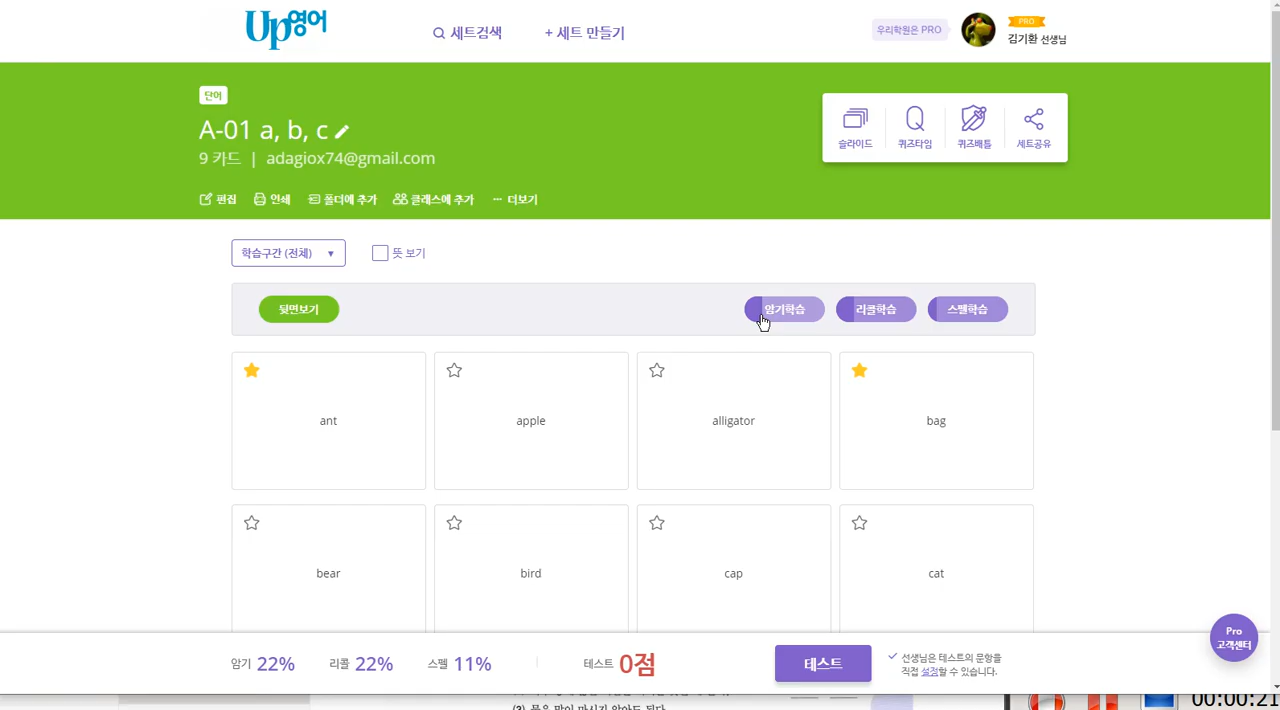 Up영어
세트검색
+ 세트 만들기
우리학원은 PRO
PRO
김기환 선생님
단어
A-01 a, b, c
9 카드 | adagiox74@gmail.com
슬라이드
퀴즈타임
퀴즈배틀
세트공유
편집
인쇄
폴더에 추가
클래스에 추가
··· 더보기
학습구간 (전체) ▼
뜻 보기
뒷면보기
암기학습
리콜학습
스펠학습
ant
apple
alligator
bag
bear
bird
cap
cat
Pro
고객센터
암기 22%
리콜 22%
스펠 11%
테스트 0점
테스트
선생님은 테스트의 문항을
직접 설정할 수 있습니다.
00:00:21